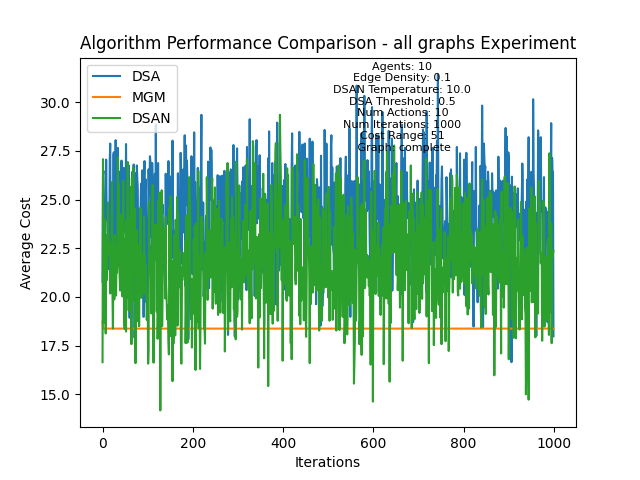 Algorithm Performance Comparison - all graphs Experiment
DSA
MGM
DSAN
Agents: 10
Edge Density: 0.1
DSAN Temperature: 10.0
DSA Threshold: 0.5
Num Actions: 10
Num Iterations: 1000
Cost Range: 51
Graph: complete
Average Cost
30.0
27.5
25.0
22.5
20.0
17.5
15.0
0
200
400
600
800
1000
Iterations